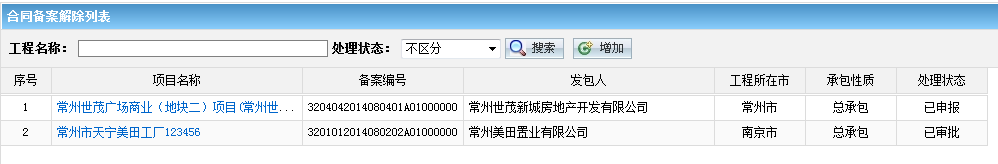 合同备案解除列表
工程名称： 处理状态： 不区分 搜索 增加
序号 项目名称 备案编号 发包人 工程所在市 承包性质 处理状态
1 常州世茂广场商业（地块二）项目(常州世... 3204042014080401A01000000 常州世茂新城房地产开发有限公司 常州市 总承包 已申报
2 常州市天宁美田工厂123456 3201012014080202A01000000 常州美田置业有限公司 南京市 总承包 已审批